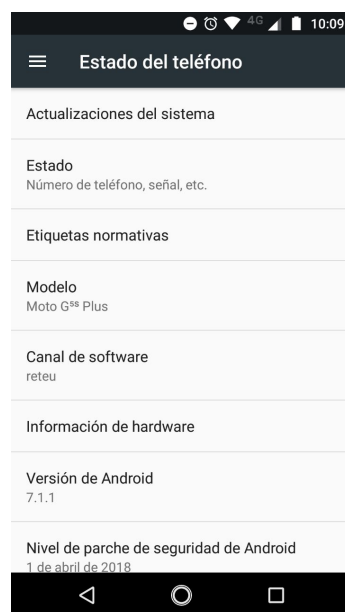 4G 10:09
Estado del teléfono
Actualizaciones del sistema
Estado
Número de teléfono, señal, etc.
Etiquetas normativas
Modelo
Moto G⁵ˢ Plus
Canal de software
reteu
Información de hardware
Versión de Android
7.1.1
Nivel de parche de seguridad de Android
1 de abril de 2018